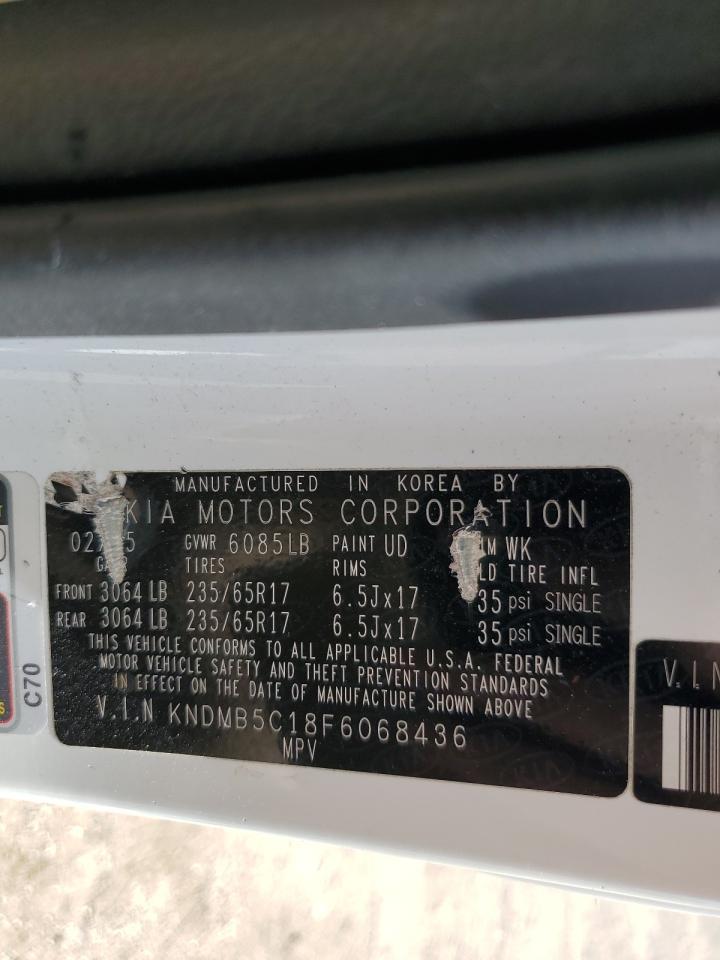 MANUFACTURED IN KOREA BY
KIA MOTORS CORPORATION
GVWR 6085LB PAINT UD WK
TIRES RIMS TIRE INFL
FRONT 3064 LB 235/65R17 6.5Jx17 35 psi SINGLE
REAR 3064 LB 235/65R17 6.5Jx17 35 psi SINGLE
THIS VEHICLE CONFORMS TO ALL APPLICABLE U.S.A. FEDERAL
MOTOR VEHICLE SAFETY AND THEFT PREVENTION STANDARDS
IN EFFECT ON THE DATE OF MANUFACTURE SHOWN ABOVE
V.I.N KNDMB5C18F6068436
MPV
C70
V.I.N